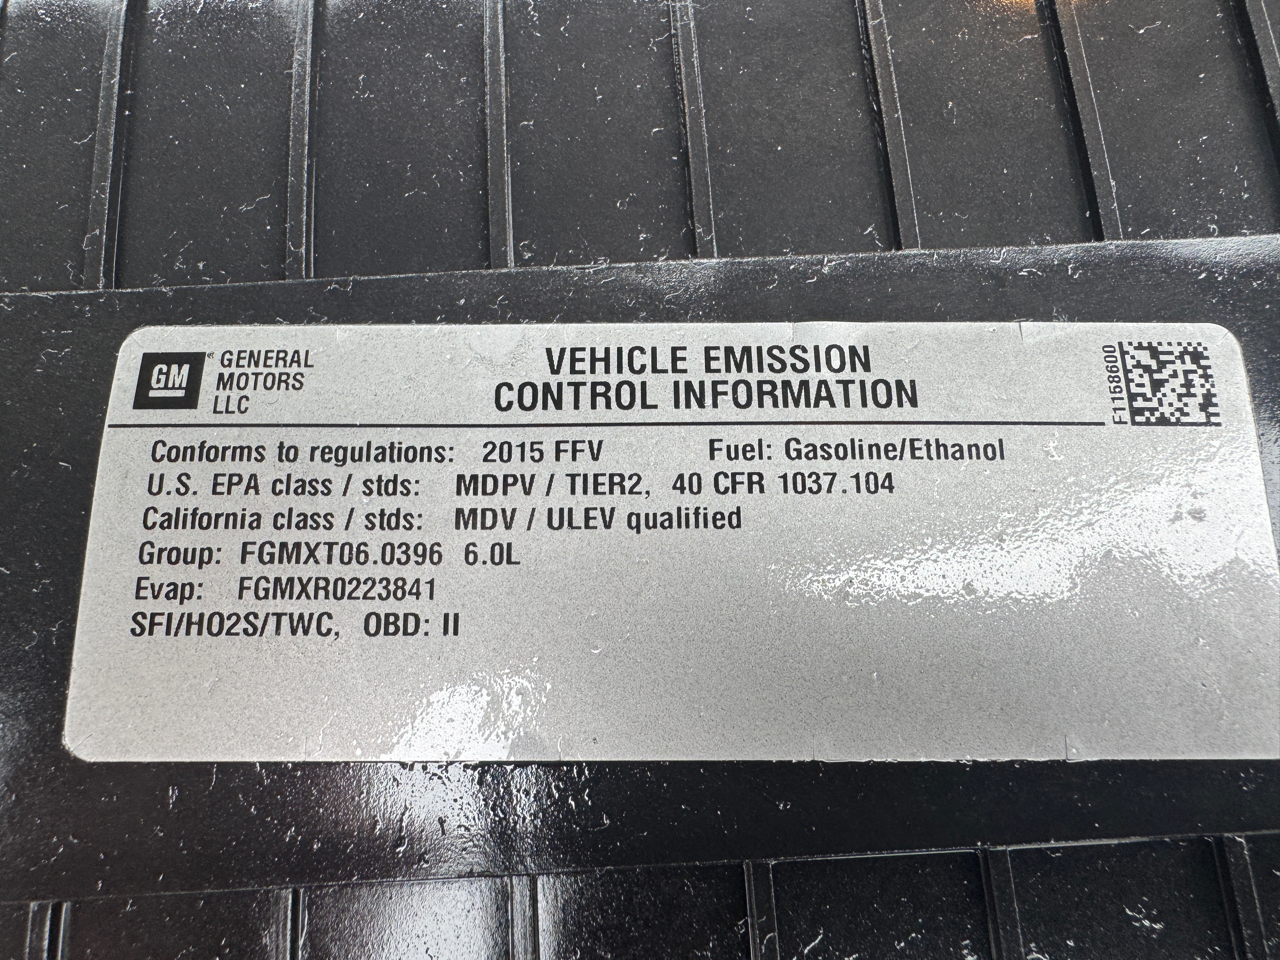 GM
® GENERAL
MOTORS
LLC
VEHICLE EMISSION
CONTROL INFORMATION
F1158600
Conforms to regulations: 2015 FFV Fuel: Gasoline/Ethanol
U.S. EPA class / stds: MDPV / TIER2, 40 CFR 1037.104
California class / stds: MDV / ULEV qualified
Group: FGMXT06.0396 6.0L
Evap: FGMXR0223841
SFI/HO2S/TWC, OBD: II